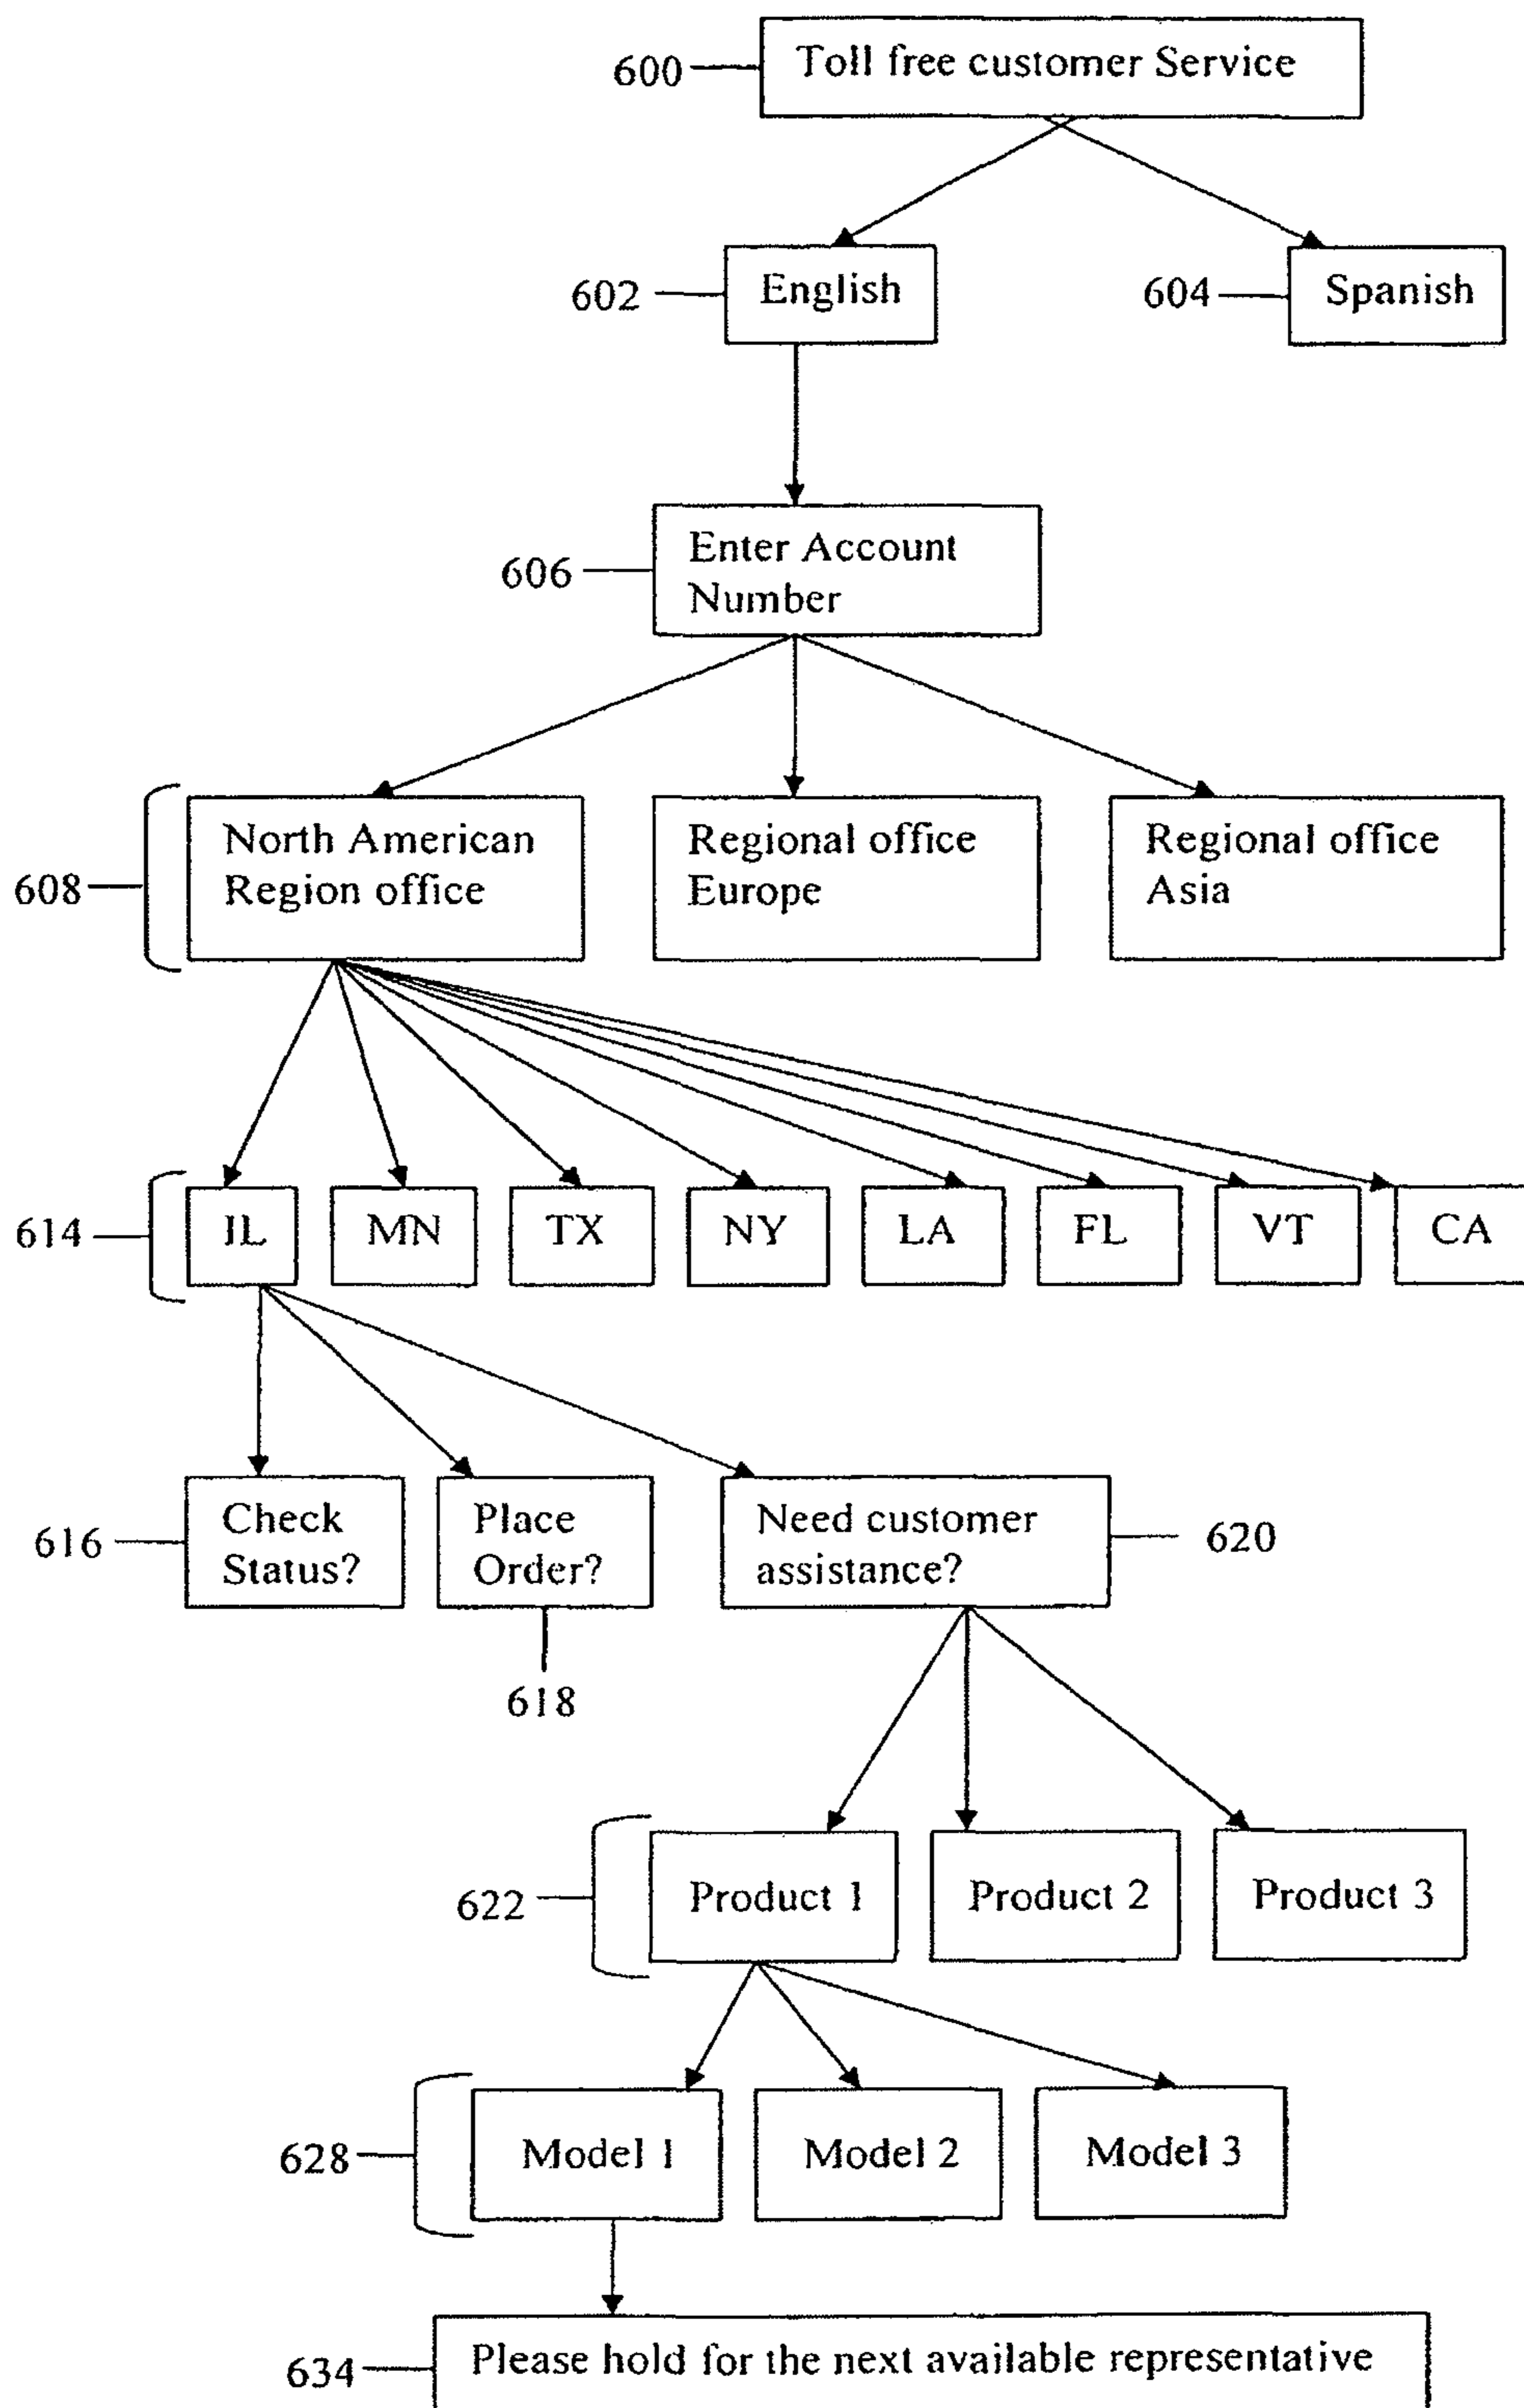 600
Toll free customer Service
602
English
604
Spanish
606
Enter Account
Number
608
North American
Region office
Regional office
Europe
Regional office
Asia
614
IL
MN
TX
NY
LA
FL
VT
CA
616
Check
Status?
Place
Order?
618
Need customer
assistance?
620
622
Product 1
Product 2
Product 3
628
Model 1
Model 2
Model 3
634
Please hold for the next available representative